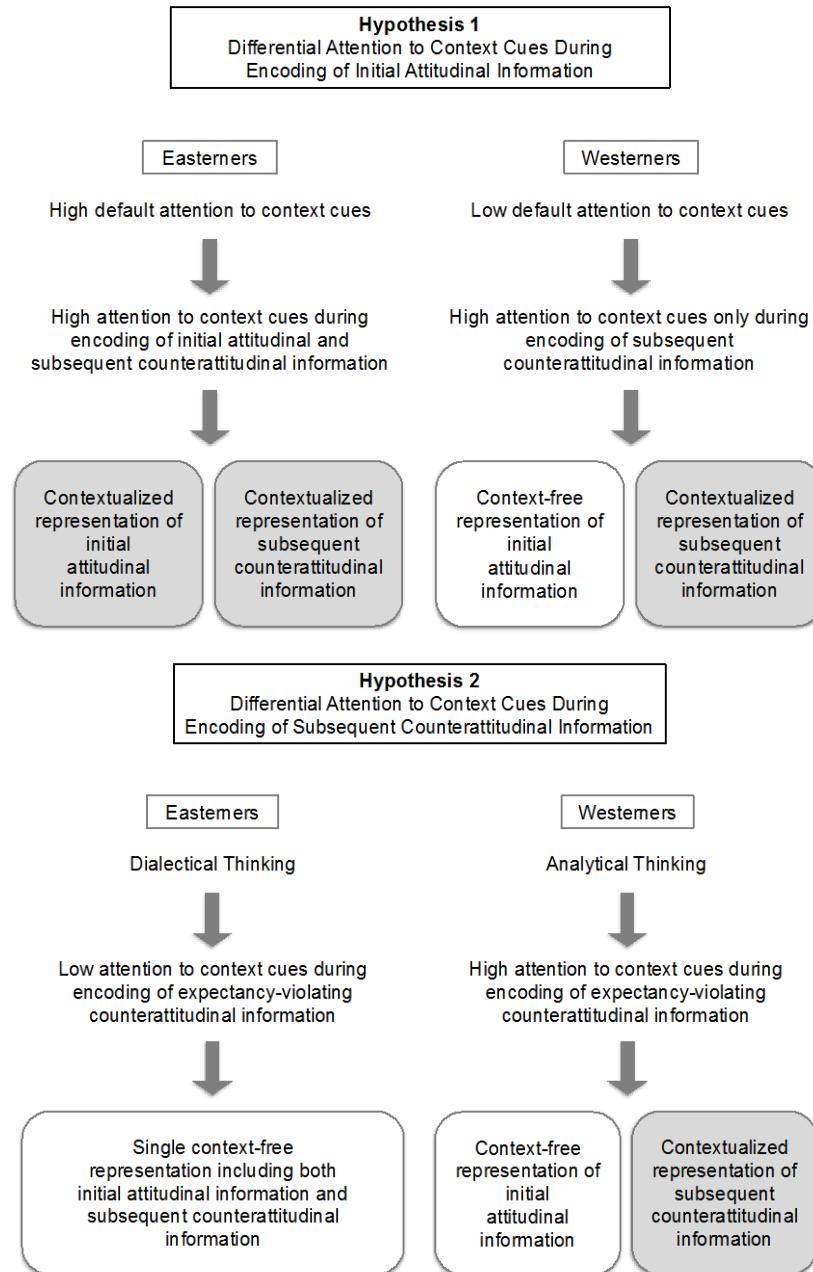 Hypothesis 1
Differential Attention to Context Cues During
Encoding of Initial Attitudinal Information
Easterners
Westerners
High default attention to context cues
Low default attention to context cues
High attention to context cues during
encoding of initial attitudinal and
subsequent counterattitudinal information
High attention to context cues only during
encoding of subsequent
counterattitudinal information
Contextualized
representation of
initial
attitudinal
information
Contextualized
representation of
subsequent
counterattitudinal
information
Context-free
representation of
initial
attitudinal
information
Contextualized
representation of
subsequent
counterattitudinal
information
Hypothesis 2
Differential Attention to Context Cues During
Encoding of Subsequent Counterattitudinal Information
Easterners
Westerners
Dialectical Thinking
Analytical Thinking
Low attention to context cues during
encoding of expectancy-violating
counterattitudinal information
High attention to context cues during
encoding of expectancy-violating
counterattitudinal information
Single context-free
representation including both
initial attitudinal information and
subsequent counterattitudinal
information
Context-free
representation of
initial
attitudinal
information
Contextualized
representation of
subsequent
counterattitudinal
information